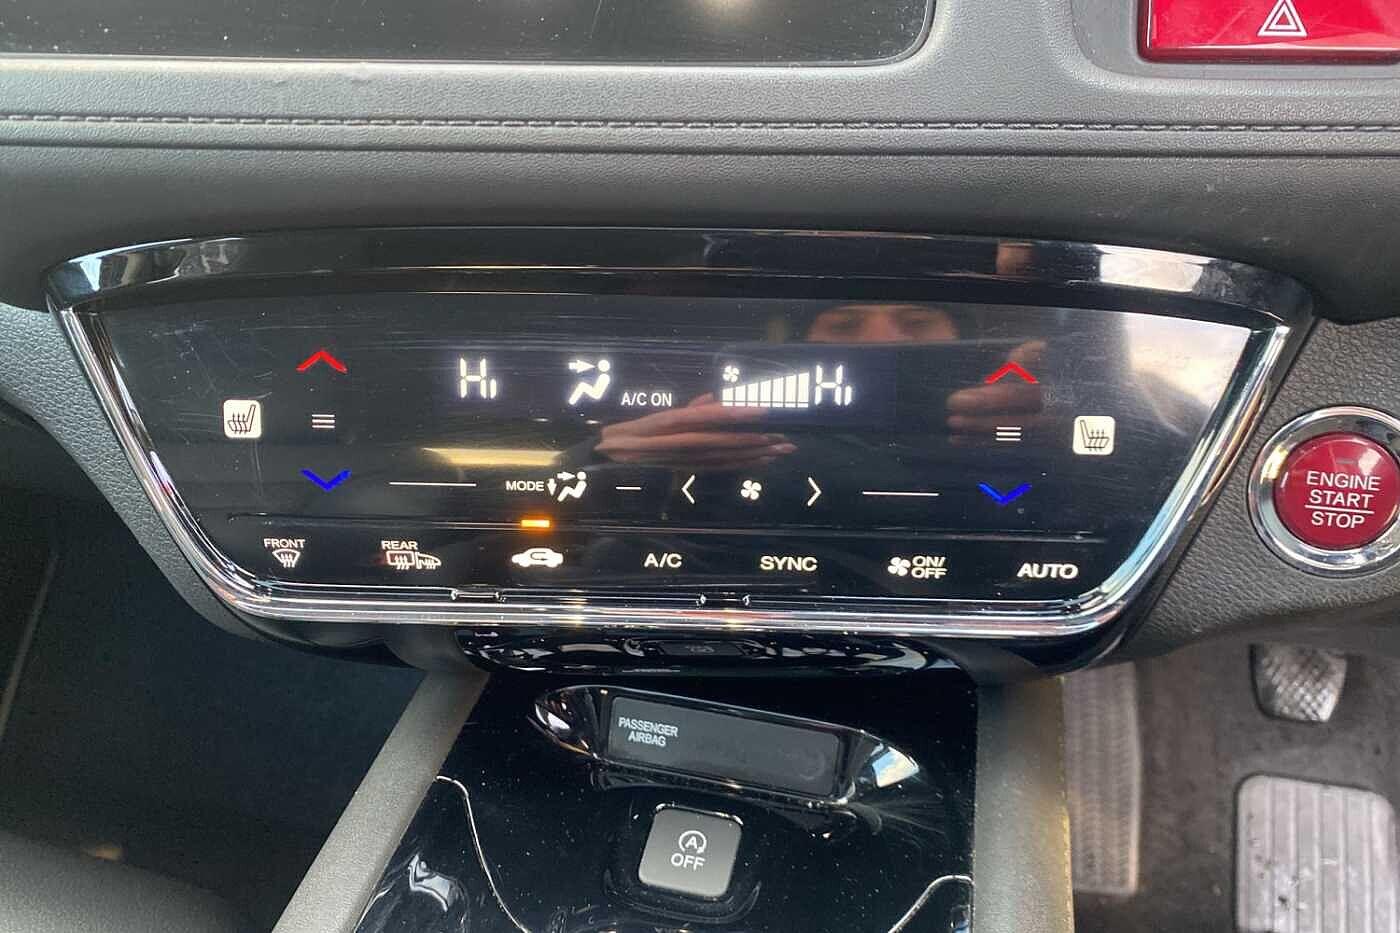 Hi
A/C ON
Hi
MODE
FRONT
REAR
A/C
SYNC
ON/
OFF
AUTO
ENGINE
START
STOP
PASSENGER
AIRBAG
A
OFF